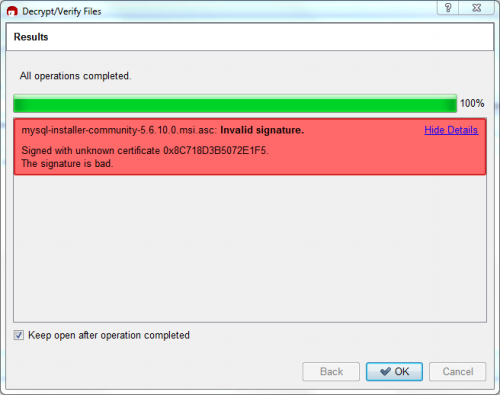 Decrypt/Verify Files
Results
All operations completed.
100%
mysql-installer-community-5.6.10.0.msi.asc: Invalid signature.
Hide Details
Signed with unknown certificate 0x8C718D3B5072E1F5.
The signature is bad.
Keep open after operation completed
Back
OK
Cancel